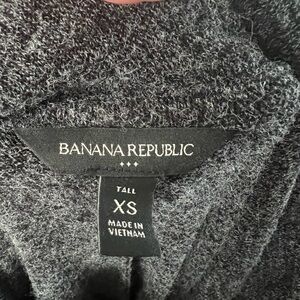 BANANA REPUBLIC
TALL
XS
MADE IN
VIETNAM